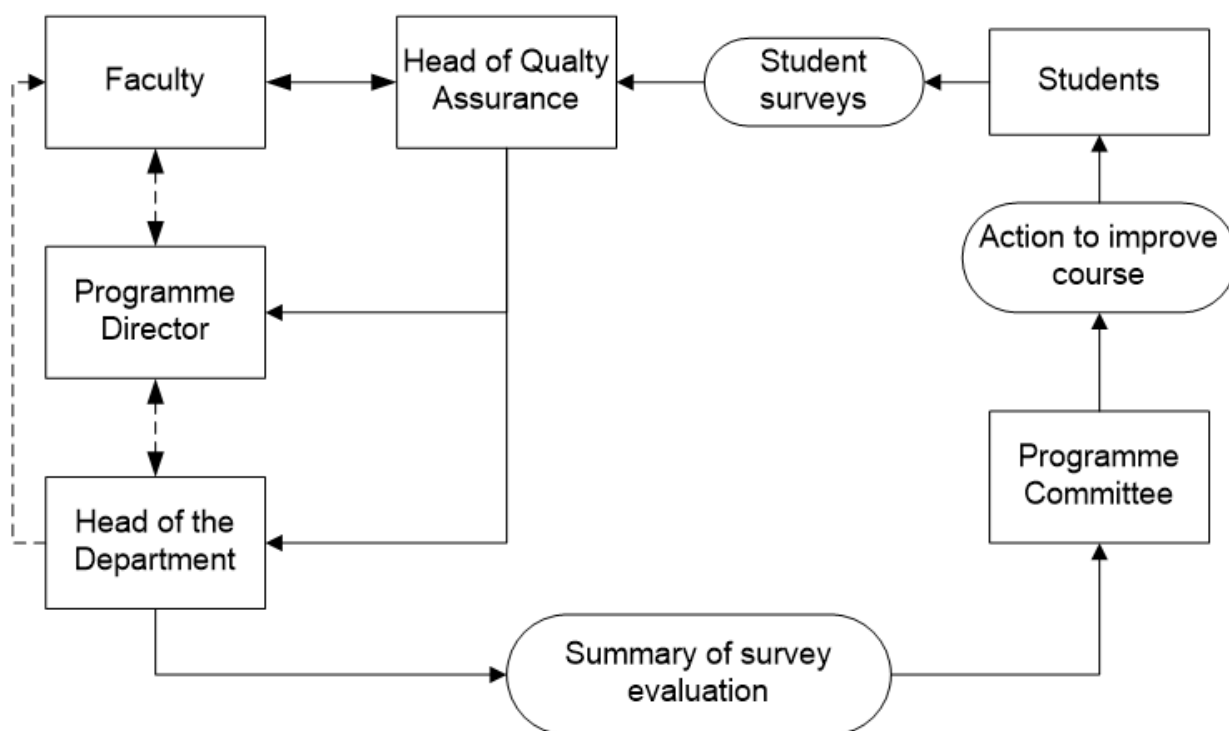 Faculty
Head of Qualty
Assurance
Student
surveys
Students
Action to improve
course
Programme
Director
Programme
Committee
Head of the
Department
Summary of survey
evaluation